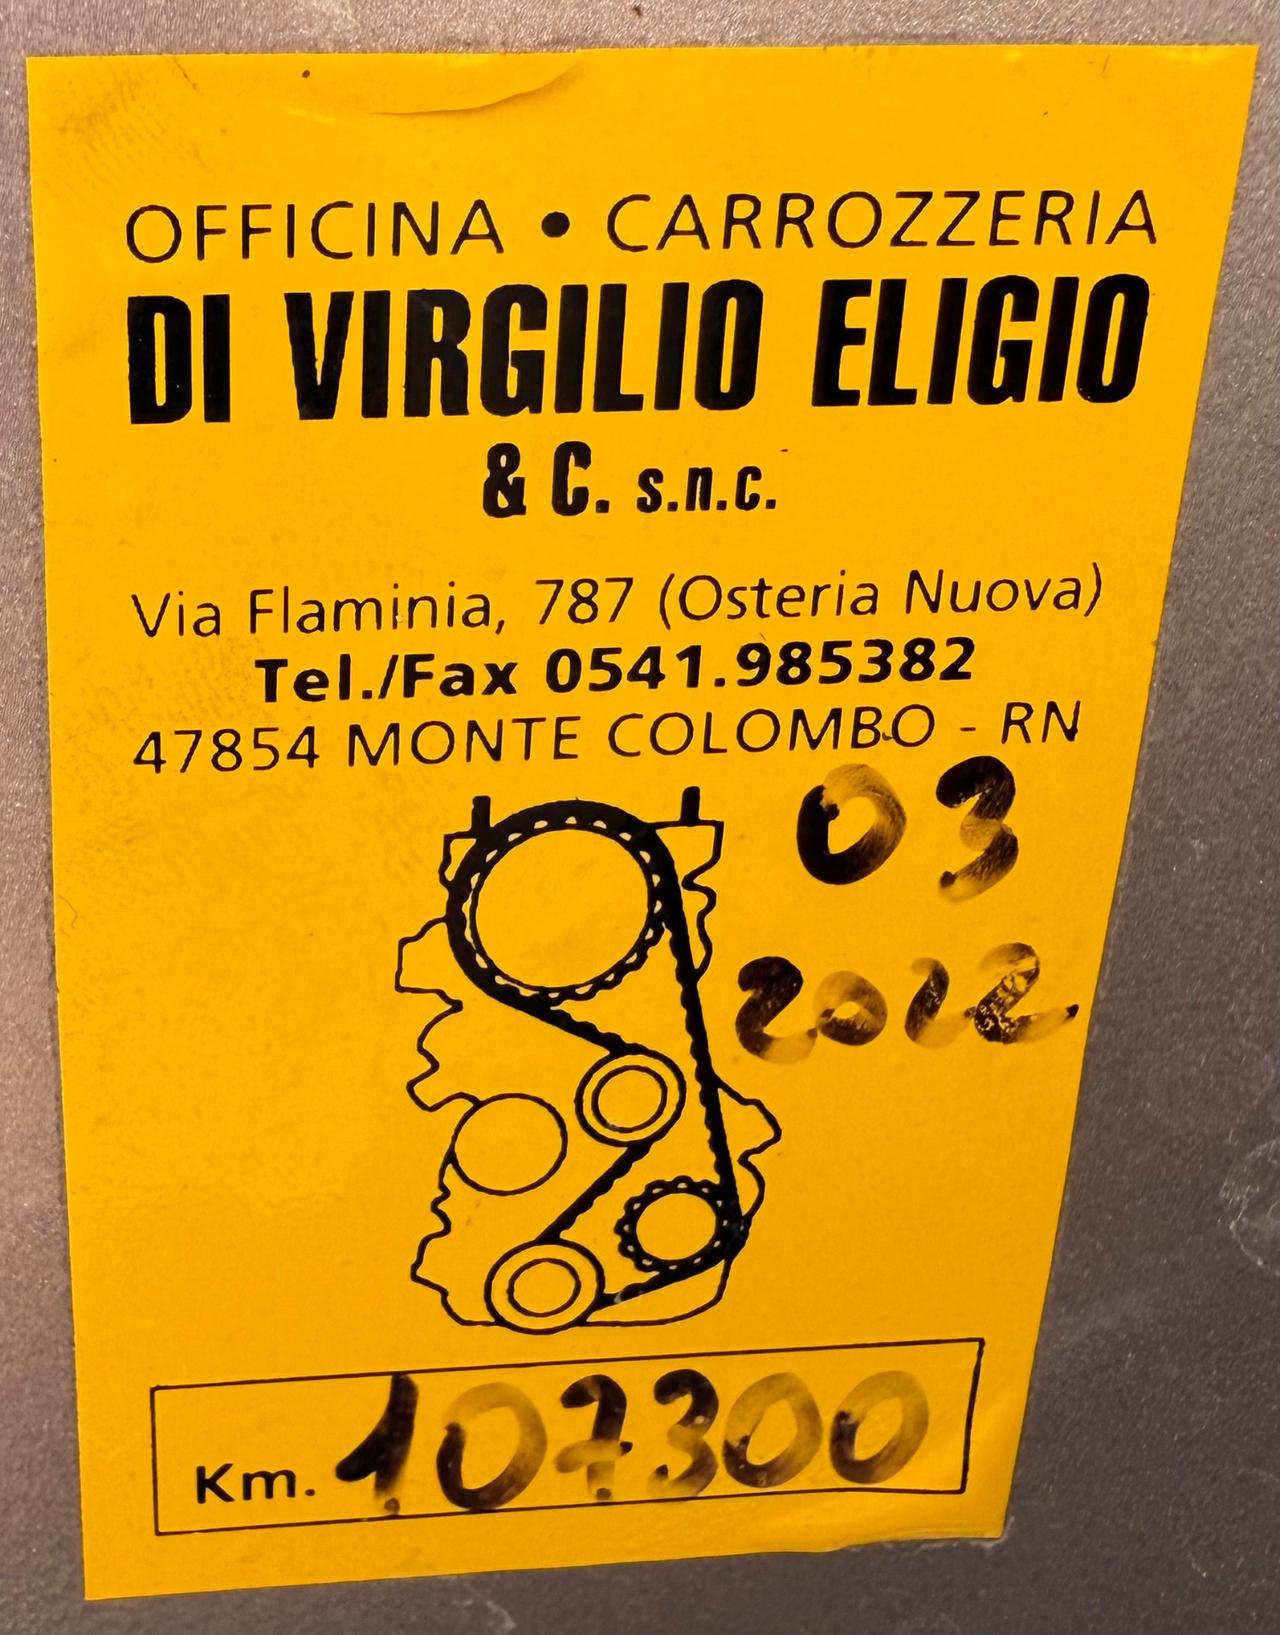 OFFICINA • CARROZZERIA
DI VIRGILIO ELIGIO
& C. s.n.c.
Via Flaminia, 787 (Osteria Nuova)
Tel./Fax 0541.985382
47854 MONTE COLOMBO - RN
03
2022
Km. 107300